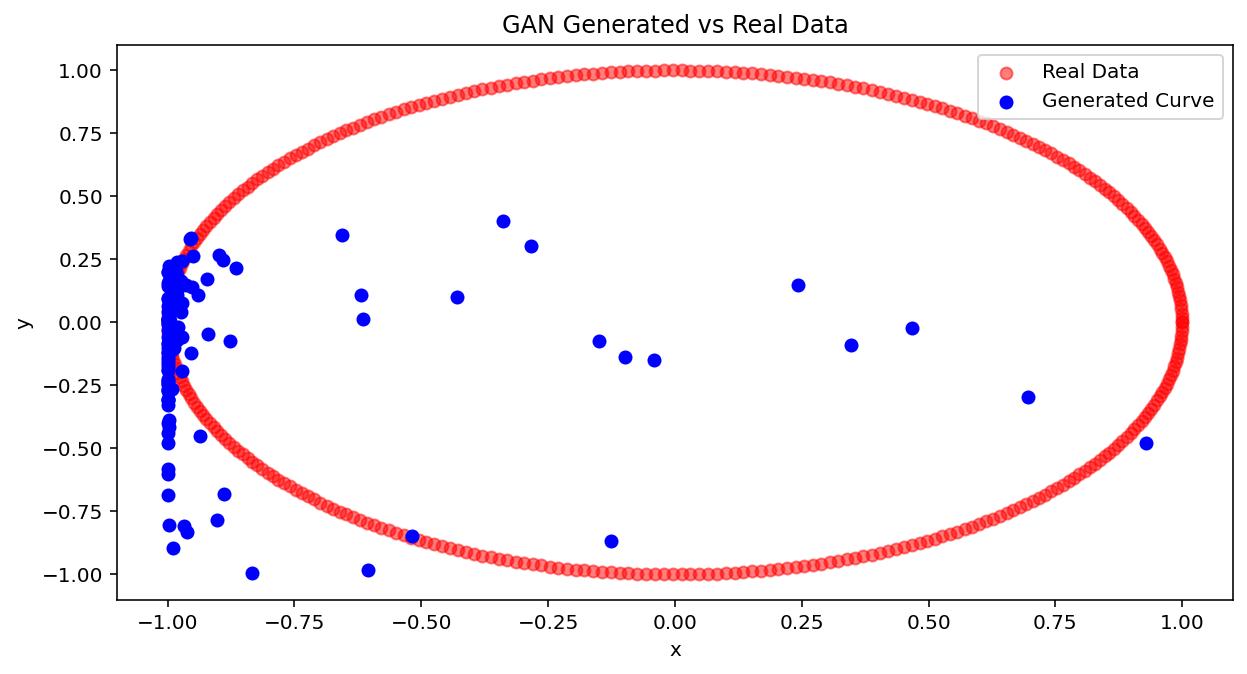 GAN Generated vs Real Data
Real Data
Generated Curve
1.00
0.75
0.50
0.25
0.00
−0.25
−0.50
−0.75
−1.00
y
−1.00 −0.75 −0.50 −0.25 0.00 0.25 0.50 0.75 1.00
x